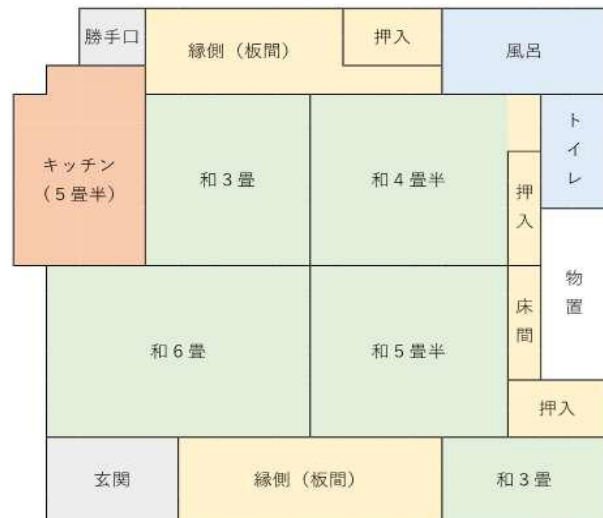 勝手口
縁側（板間）
押入
風呂
キッチン
（５畳半）
和３畳
和４畳半
押入
トイレ
床間
物置
和６畳
和５畳半
押入
玄関
縁側（板間）
和３畳